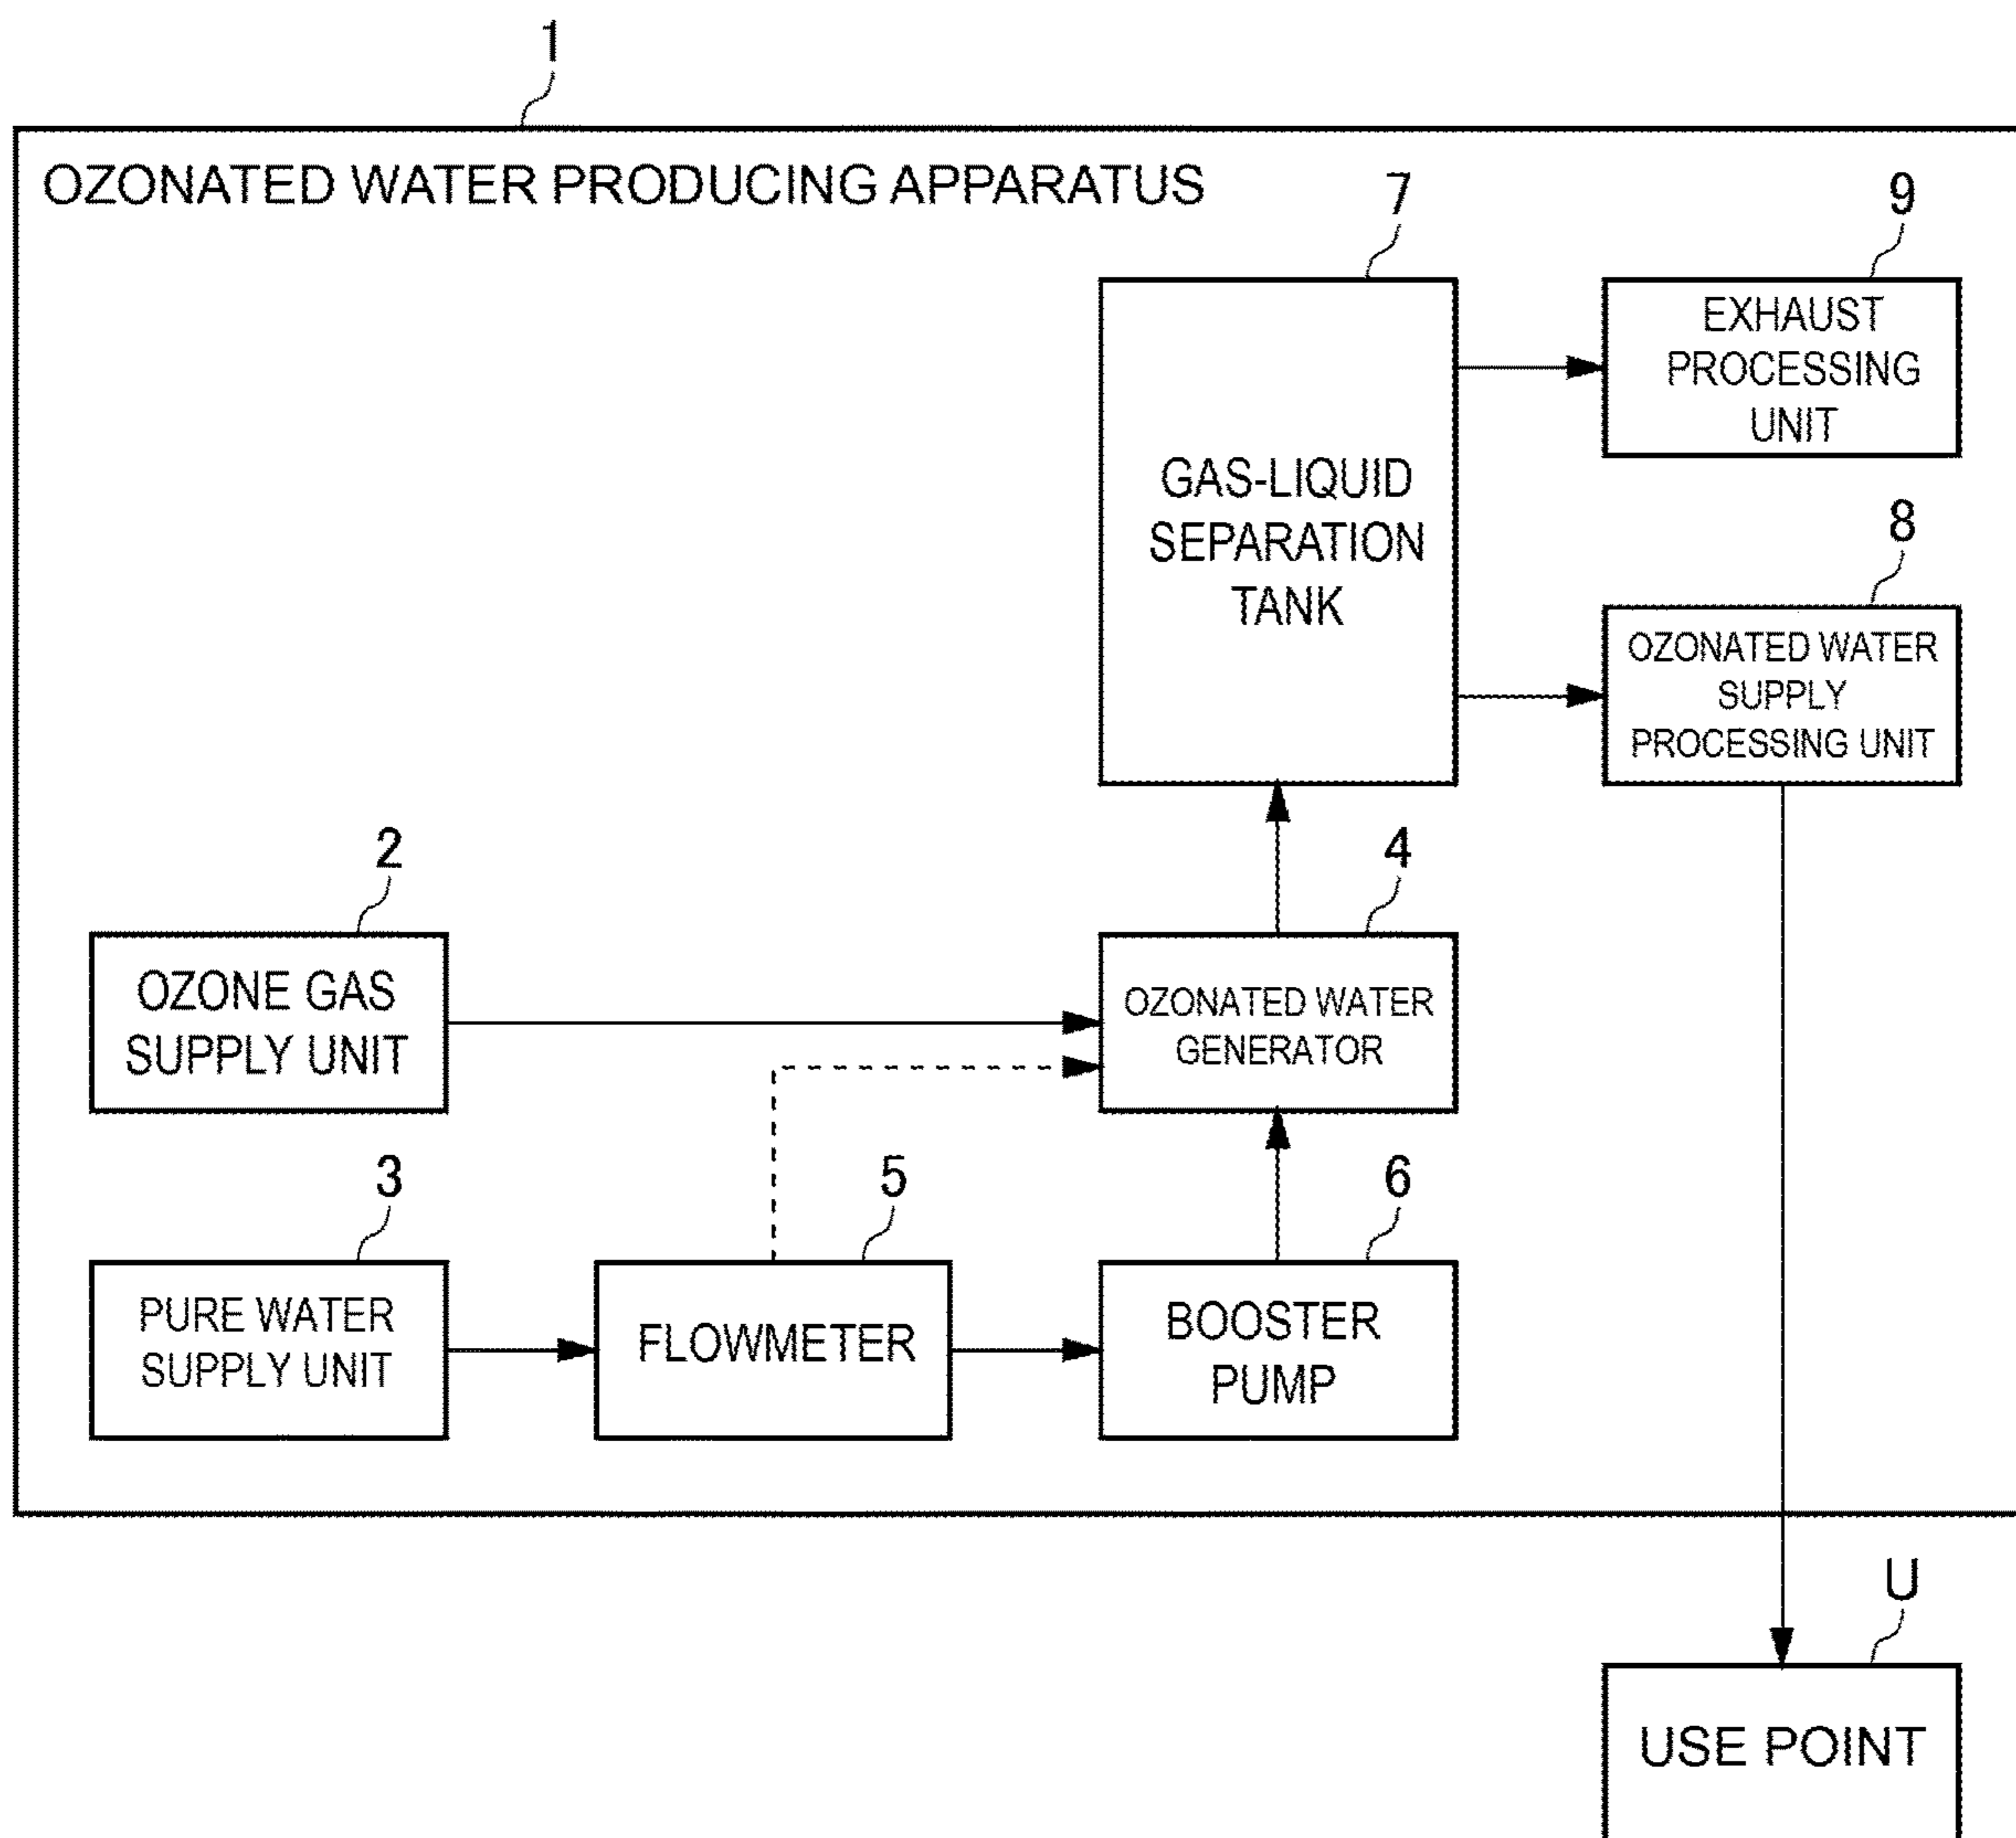 1
OZONATED WATER PRODUCING APPARATUS
7
9
GAS-LIQUID
SEPARATION
TANK
EXHAUST
PROCESSING
UNIT
8
OZONATED WATER
SUPPLY
PROCESSING UNIT
2
OZONE GAS
SUPPLY UNIT
4
OZONATED WATER
GENERATOR
3
PURE WATER
SUPPLY UNIT
5
FLOWMETER
6
BOOSTER
PUMP
U
USE POINT